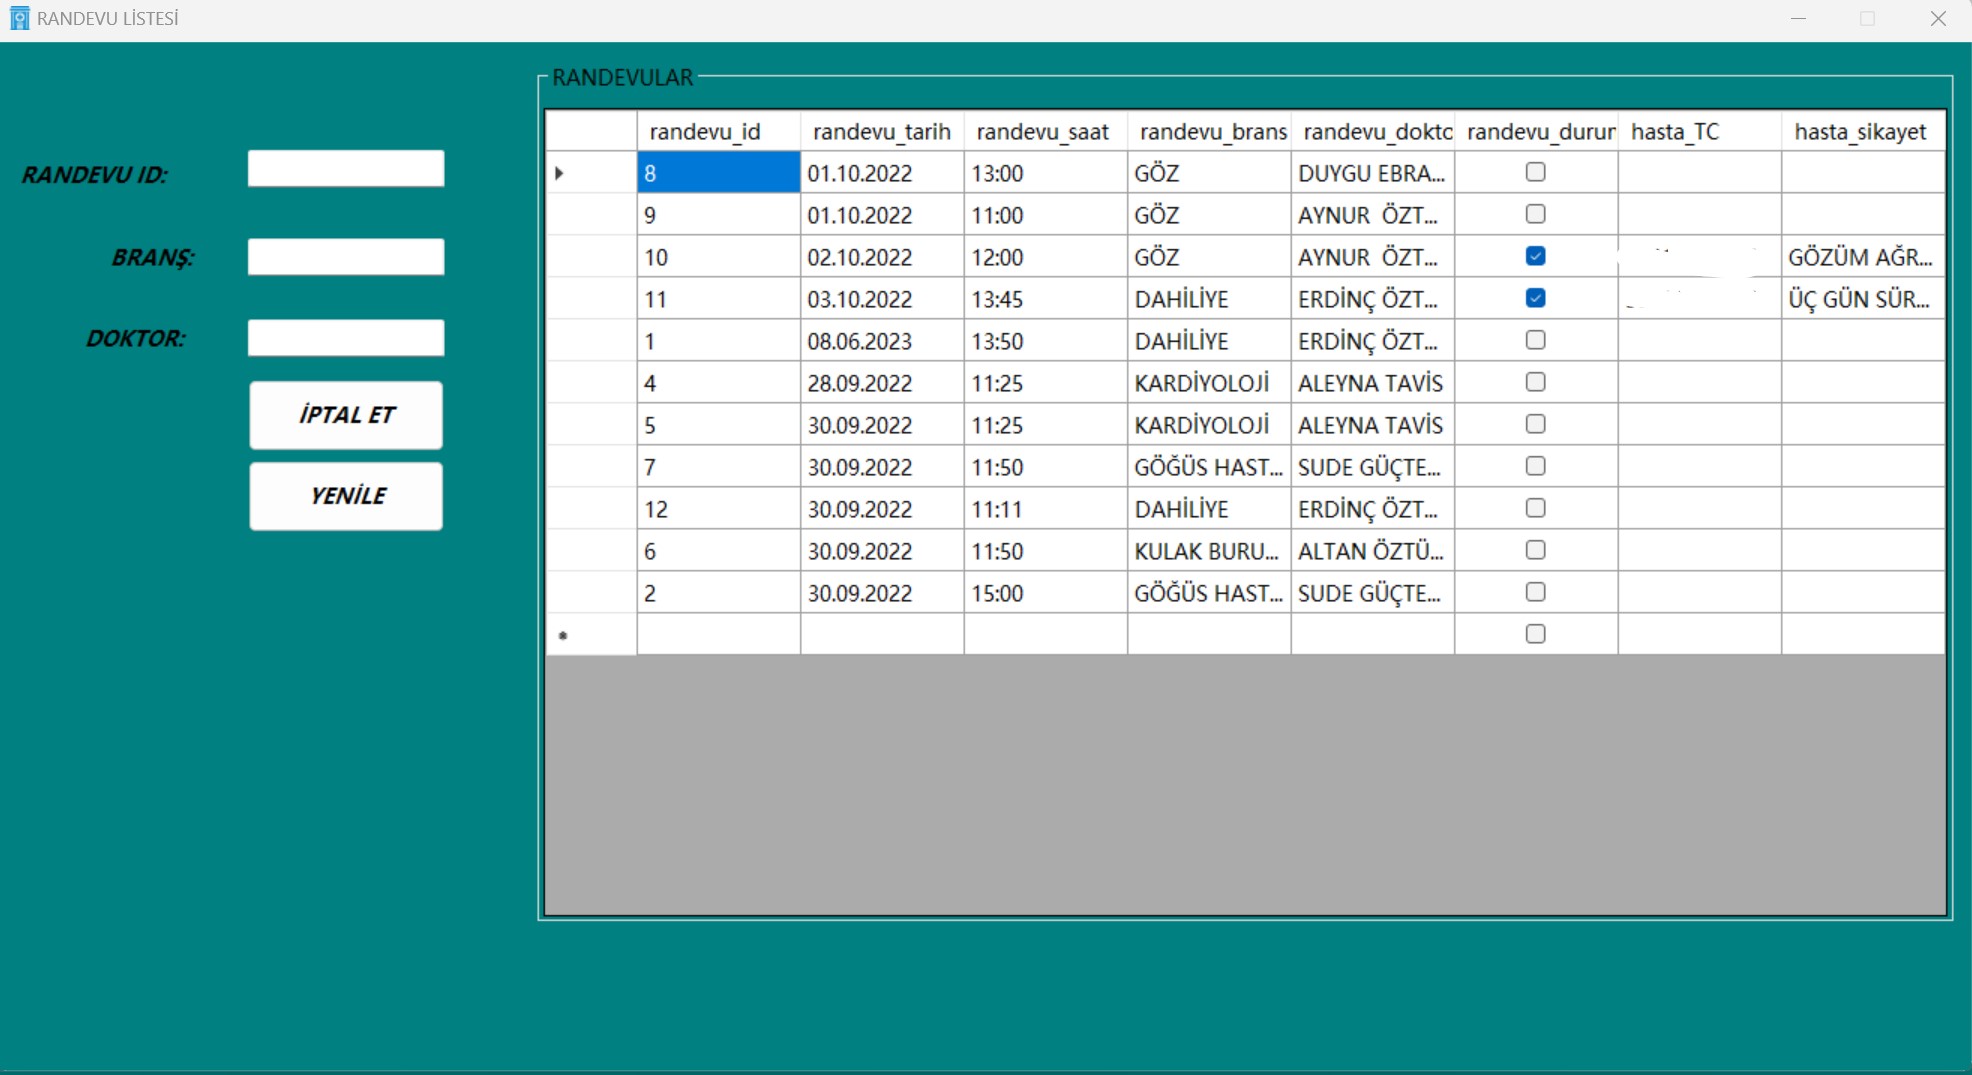 RANDEVU LİSTESİ
RANDEVU ID:
BRANŞ:
DOKTOR:
İPTAL ET
YENİLE
RANDEVULAR
randevu_id randevu_tarih randevu_saat randevu_brans randevu_dokto randevu_durun hasta_TC hasta_sikayet
8 01.10.2022 13:00 GÖZ DUYGU EBRA...
9 01.10.2022 11:00 GÖZ AYNUR ÖZT...
10 02.10.2022 12:00 GÖZ AYNUR ÖZT... GÖZÜM AĞR...
11 03.10.2022 13:45 DAHİLİYE ERDİNÇ ÖZT... ÜÇ GÜN SÜR...
1 08.06.2023 13:50 DAHİLİYE ERDİNÇ ÖZT...
4 28.09.2022 11:25 KARDİYOLOJİ ALEYNA TAVİS
5 30.09.2022 11:25 KARDİYOLOJİ ALEYNA TAVİS
7 30.09.2022 11:50 GÖĞÜS HAST... SUDE GÜÇTE...
12 30.09.2022 11:11 DAHİLİYE ERDİNÇ ÖZT...
6 30.09.2022 11:50 KULAK BURU... ALTAN ÖZTÜ...
2 30.09.2022 15:00 GÖĞÜS HAST... SUDE GÜÇTE...